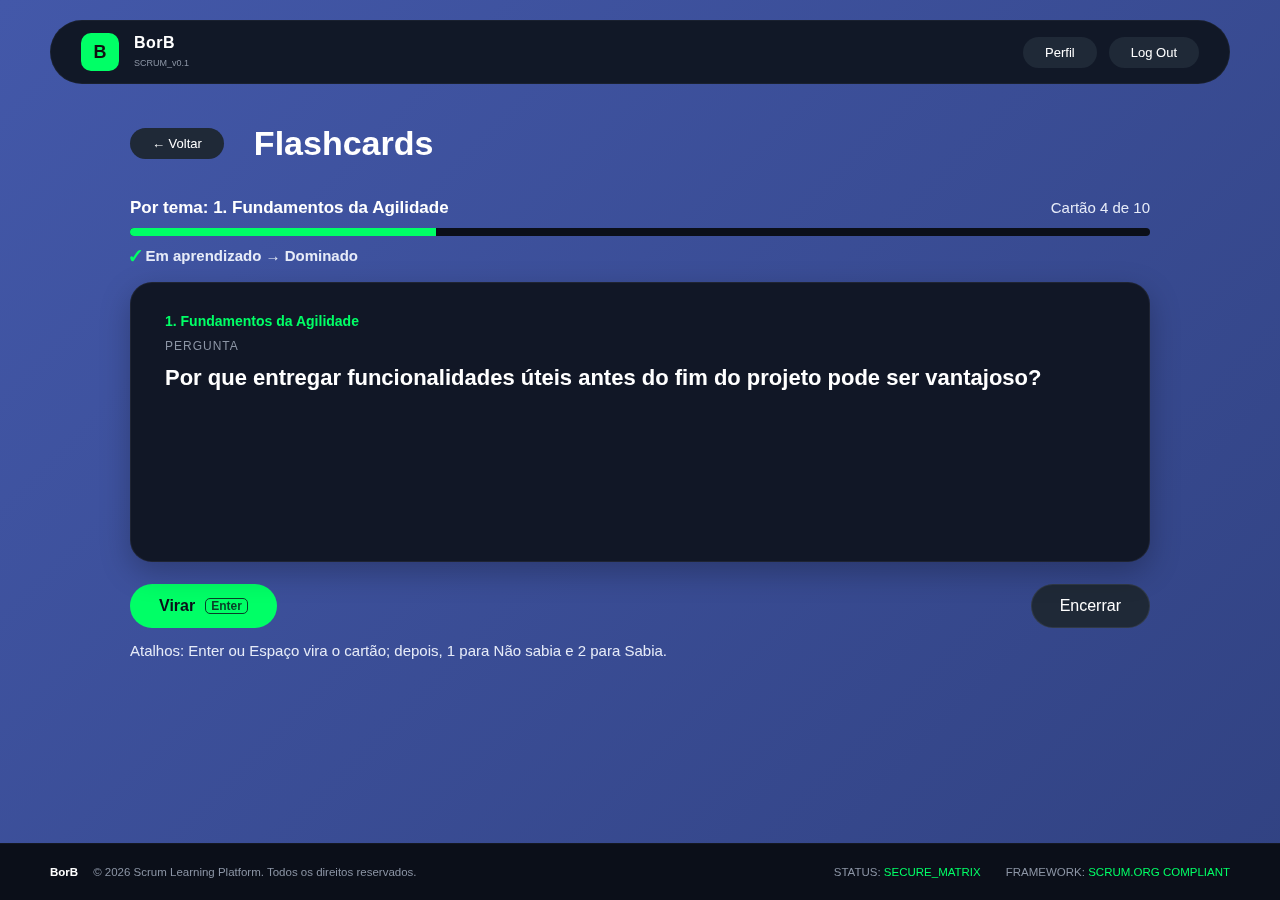 B
BorB
SCRUM_v0.1
Perfil
Log Out
← Voltar
Flashcards
Por tema: 1. Fundamentos da Agilidade
Cartão 4 de 10
✓ Em aprendizado → Dominado
1. Fundamentos da Agilidade
PERGUNTA
Por que entregar funcionalidades úteis antes do fim do projeto pode ser vantajoso?
Virar Enter
Encerrar
Atalhos: Enter ou Espaço vira o cartão; depois, 1 para Não sabia e 2 para Sabia.
BorB © 2026 Scrum Learning Platform. Todos os direitos reservados.
STATUS: SECURE_MATRIX FRAMEWORK: SCRUM.ORG COMPLIANT